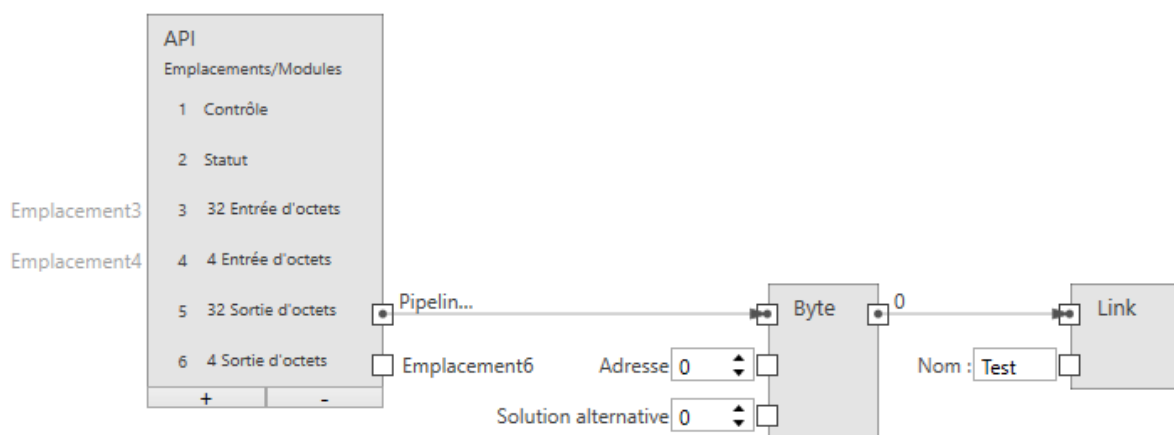 API
Emplacements/Modules
1 Contrôle
2 Statut
Emplacement3 3 32 Entrée d'octets
Emplacement4 4 4 Entrée d'octets
5 32 Sortie d'octets Pipelin... Byte 0 Link
6 4 Sortie d'octets Emplacement6 Adresse 0 Nom : Test
+ -
Solution alternative 0